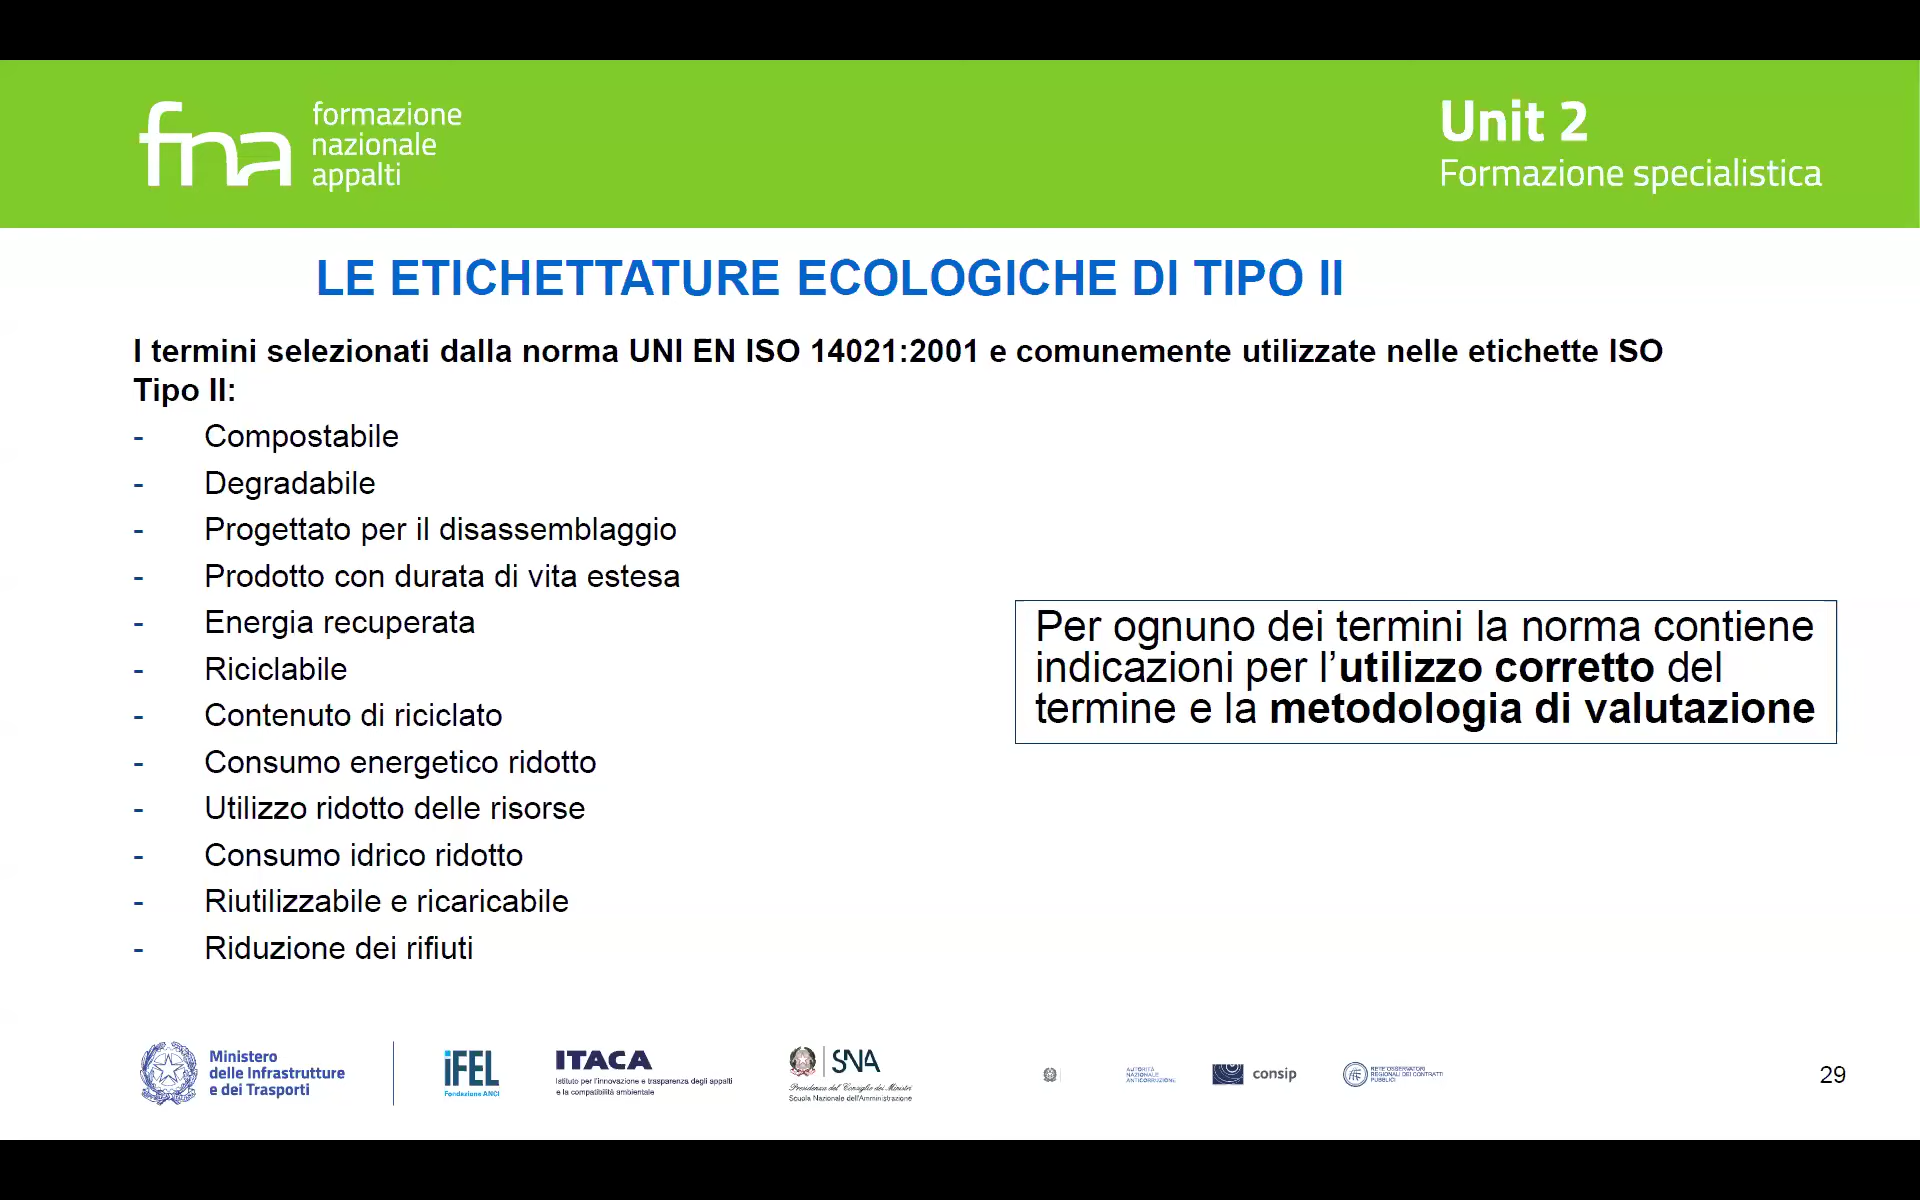 fna
formazione
nazionale
appalti
Unit 2
Formazione specialistica
LE ETICHETTATURE ECOLOGICHE DI TIPO II
I termini selezionati dalla norma UNI EN ISO 14021:2001 e comunemente utilizzate nelle etichette ISO
Tipo II:
- Compostabile
- Degradabile
- Progettato per il disassemblaggio
- Prodotto con durata di vita estesa
- Energia recuperata
- Riciclabile
- Contenuto di riciclato
- Consumo energetico ridotto
- Utilizzo ridotto delle risorse
- Consumo idrico ridotto
- Riutilizzabile e ricaricabile
- Riduzione dei rifiuti
Per ognuno dei termini la norma contiene
indicazioni per l’utilizzo corretto del
termine e la metodologia di valutazione
Ministero
delle Infrastrutture
e dei Trasporti
iFEL
Fondazione ANCI
ITACA
Istituto per l'innovazione e trasparenza degli appalti
e la compatibilità ambientale
SNA
Presidenza del Consiglio dei Ministri
Scuola Nazionale dell'Amministrazione
AUTORITÀ
NAZIONALE
ANTICORRUZIONE
consip
RETE OSSERVATORI
REGIONALI DEI CONTRATTI
PUBBLICI
29